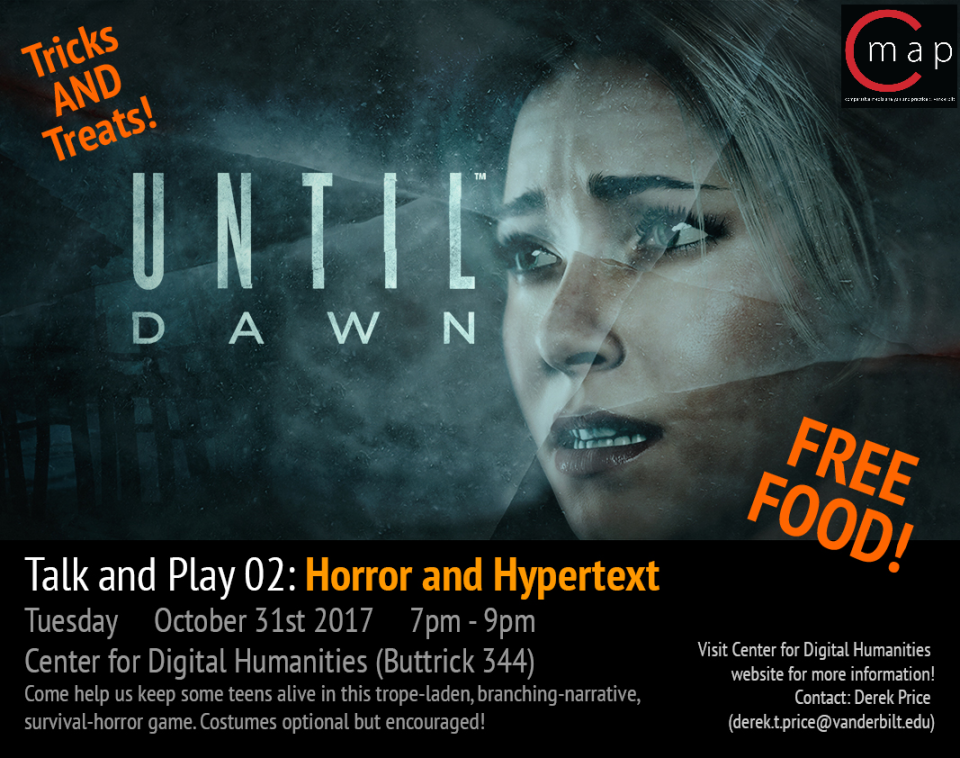 Tricks
AND
Treats!
C
map
UNTIL™
DAWN
FREE
FOOD!
Talk and Play 02: Horror and Hypertext
Tuesday October 31st 2017 7pm - 9pm
Center for Digital Humanities (Buttrick 344)
Come help us keep some teens alive in this trope-laden, branching-narrative,
survival-horror game. Costumes optional but encouraged!
Visit Center for Digital Humanities
website for more information!
Contact: Derek Price
(derek.t.price@vanderbilt.edu)